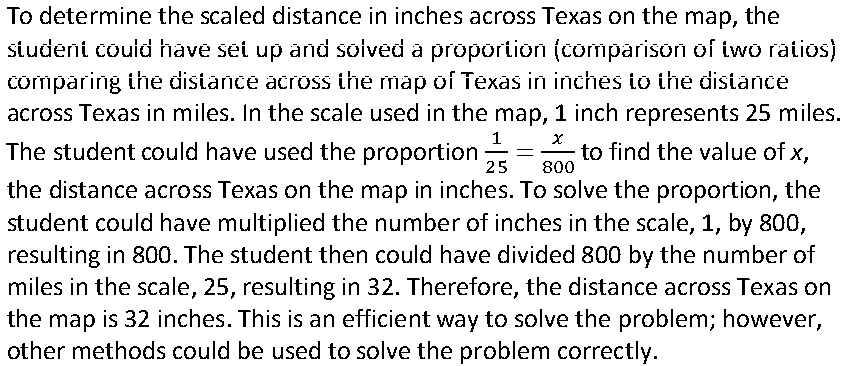 To determine the scaled distance in inches across Texas on the map, the
student could have set up and solved a proportion (comparison of two ratios)
comparing the distance across the map of Texas in inches to the distance
across Texas in miles. In the scale used in the map, 1 inch represents 25 miles.
The student could have used the proportion 1/25 = x/800 to find the value of x,
the distance across Texas on the map in inches. To solve the proportion, the
student could have multiplied the number of inches in the scale, 1, by 800,
resulting in 800. The student then could have divided 800 by the number of
miles in the scale, 25, resulting in 32. Therefore, the distance across Texas on
the map is 32 inches. This is an efficient way to solve the problem; however,
other methods could be used to solve the problem correctly.